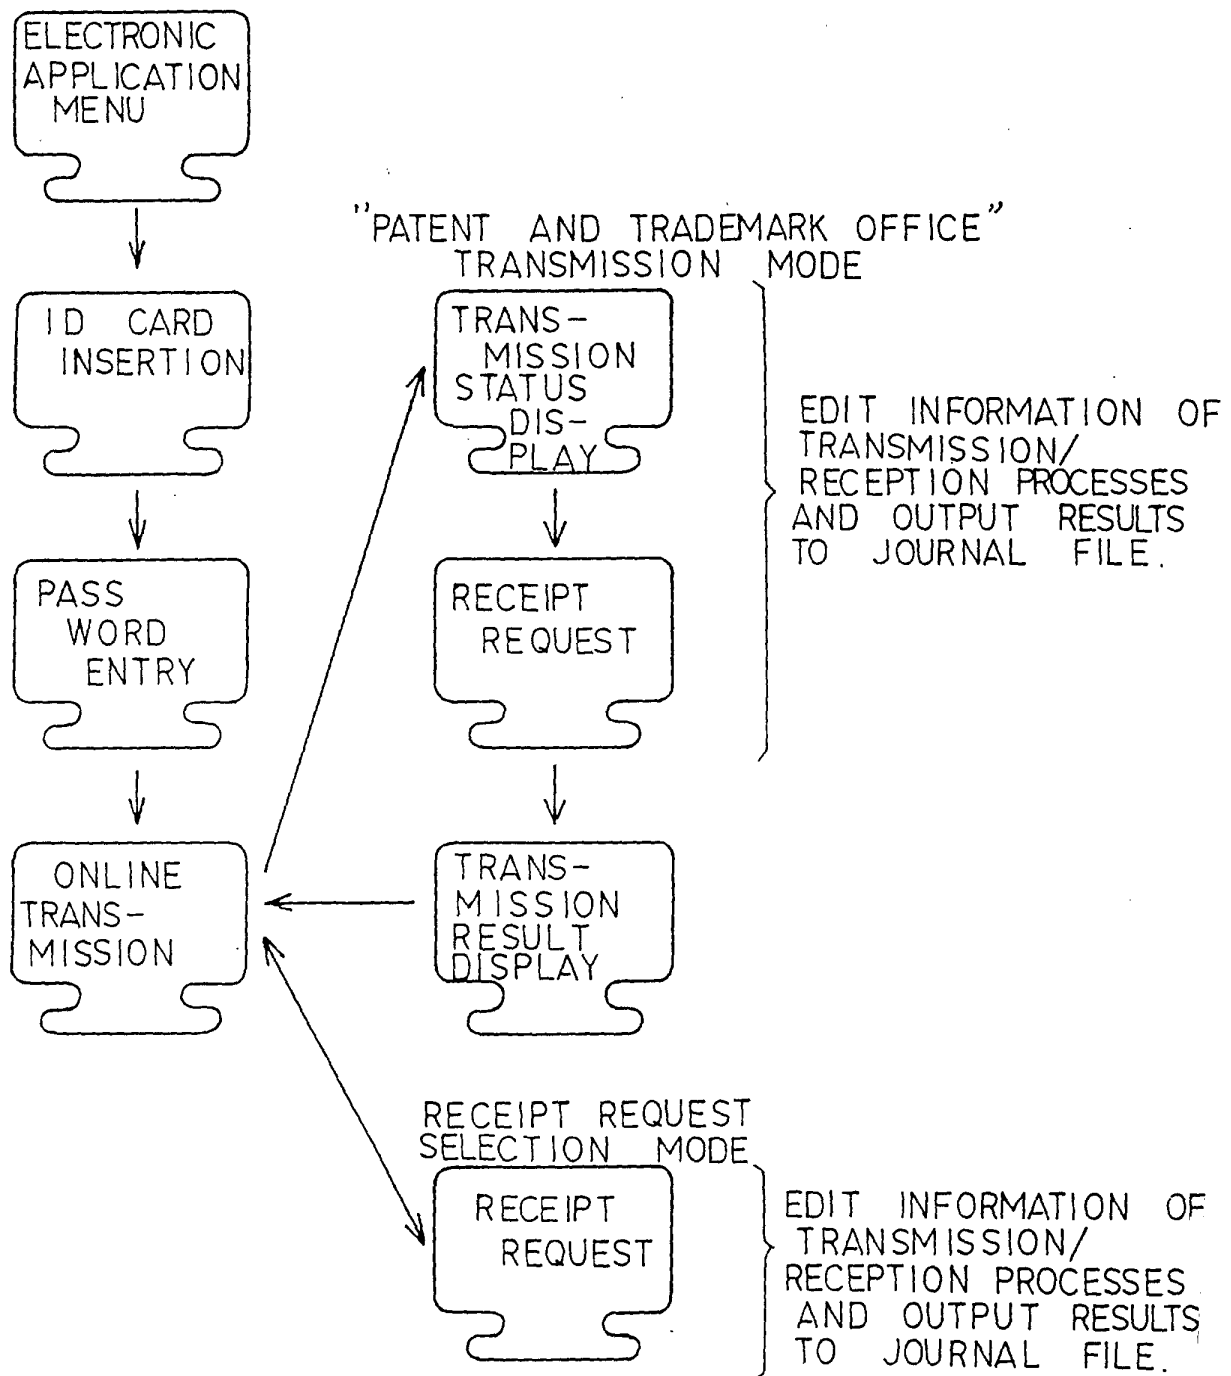 ELECTRONIC
APPLICATION
MENU
ID CARD
INSERTION
PASS
WORD
ENTRY
ONLINE
TRANS-
MISSION
"PATENT AND TRADEMARK OFFICE"
TRANSMISSION MODE
TRANS-
MISSION
STATUS
DIS-
PLAY
EDIT INFORMATION OF
TRANSMISSION/
RECEPTION PROCESSES
AND OUTPUT RESULTS
TO JOURNAL FILE.
RECEIPT
REQUEST
TRANS-
MISSION
RESULT
DISPLAY
RECEIPT REQUEST
SELECTION MODE
RECEIPT
REQUEST
EDIT INFORMATION OF
TRANSMISSION/
RECEPTION PROCESSES
AND OUTPUT RESULTS
TO JOURNAL FILE.